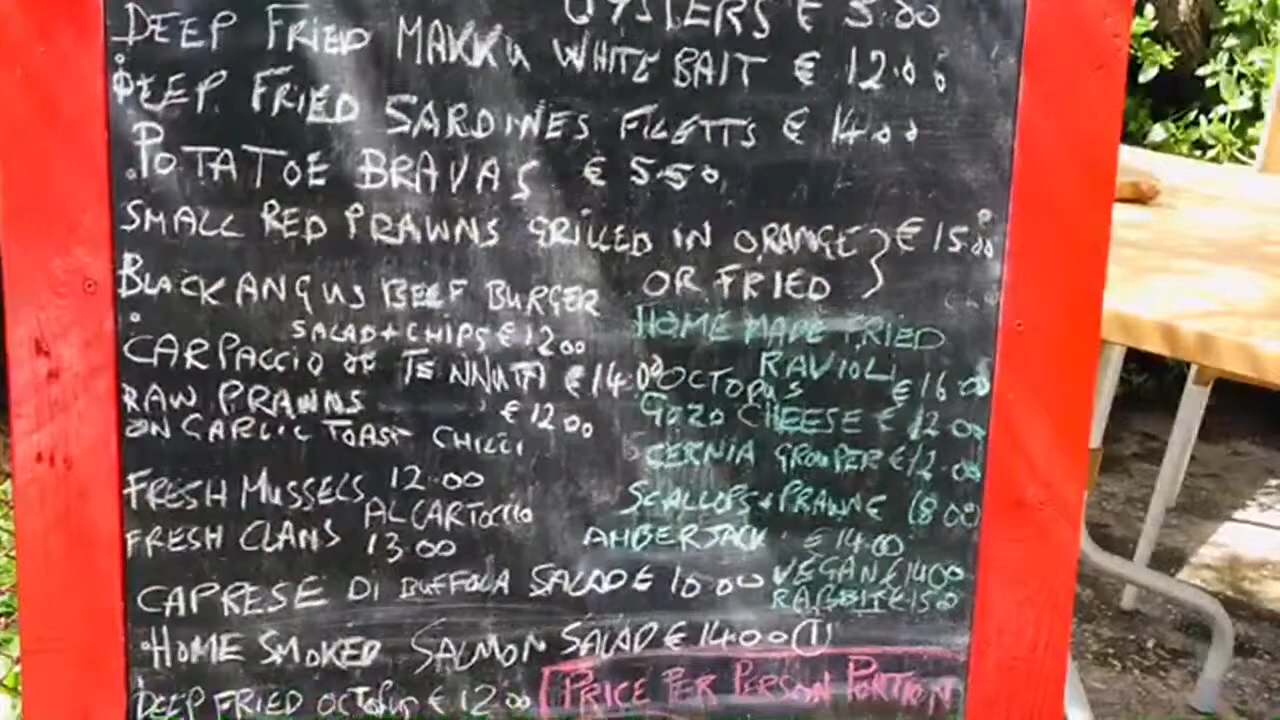 OYSTERS € 5.00
DEEP FRIED MAKKU WHITE BAIT € 12.00
DEEP FRIED SARDINES FILETTS € 14.00
POTATOE BRAVAS € 5.50
SMALL RED PRAWNS GRILLED IN ORANGE } € 15.00
OR FRIED
BLACK ANGUS BEEF BURGER
SALAD + CHIPS € 12.00
CARPACCIO OF € 14.00
RAW PRAWNS € 12.00
ON GARLIC TOAST CHILLI
FRESH MUSSELS 12.00
AL CARTOCCIO
FRESH CLAMS 13.00
CAPRESE DI BUFFOLA SALAD € 10.00
HOME SMOKED SALMON SALAD € 14.00 (1)
DEEP FRIED OCTOPUS € 12.00
HOME MADE FRIED
RAVIOLI
OCTOPUS € 16.00
GOZO CHEESE € 12.00
CERNIA GROUPER € 12.00
SCALLOPS + PRAWNE 18.00
AMBERJACK € 14.00
VEGAN € 14.00
RABBIT € 15.0
PRICE PER PERSON PORTION